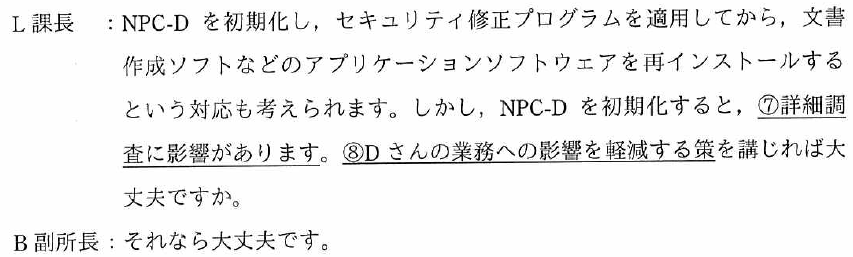 L 課長　：NPC-D を初期化し，セキュリティ修正プログラムを適用してから，文書
作成ソフトなどのアプリケーションソフトウェアを再インストールする
という対応も考えられます。しかし，NPC-D を初期化すると，⑦詳細調
査に影響があります。⑧D さんの業務への影響を軽減する策を講じれば大
丈夫ですか。
B 副所長：それなら大丈夫です。